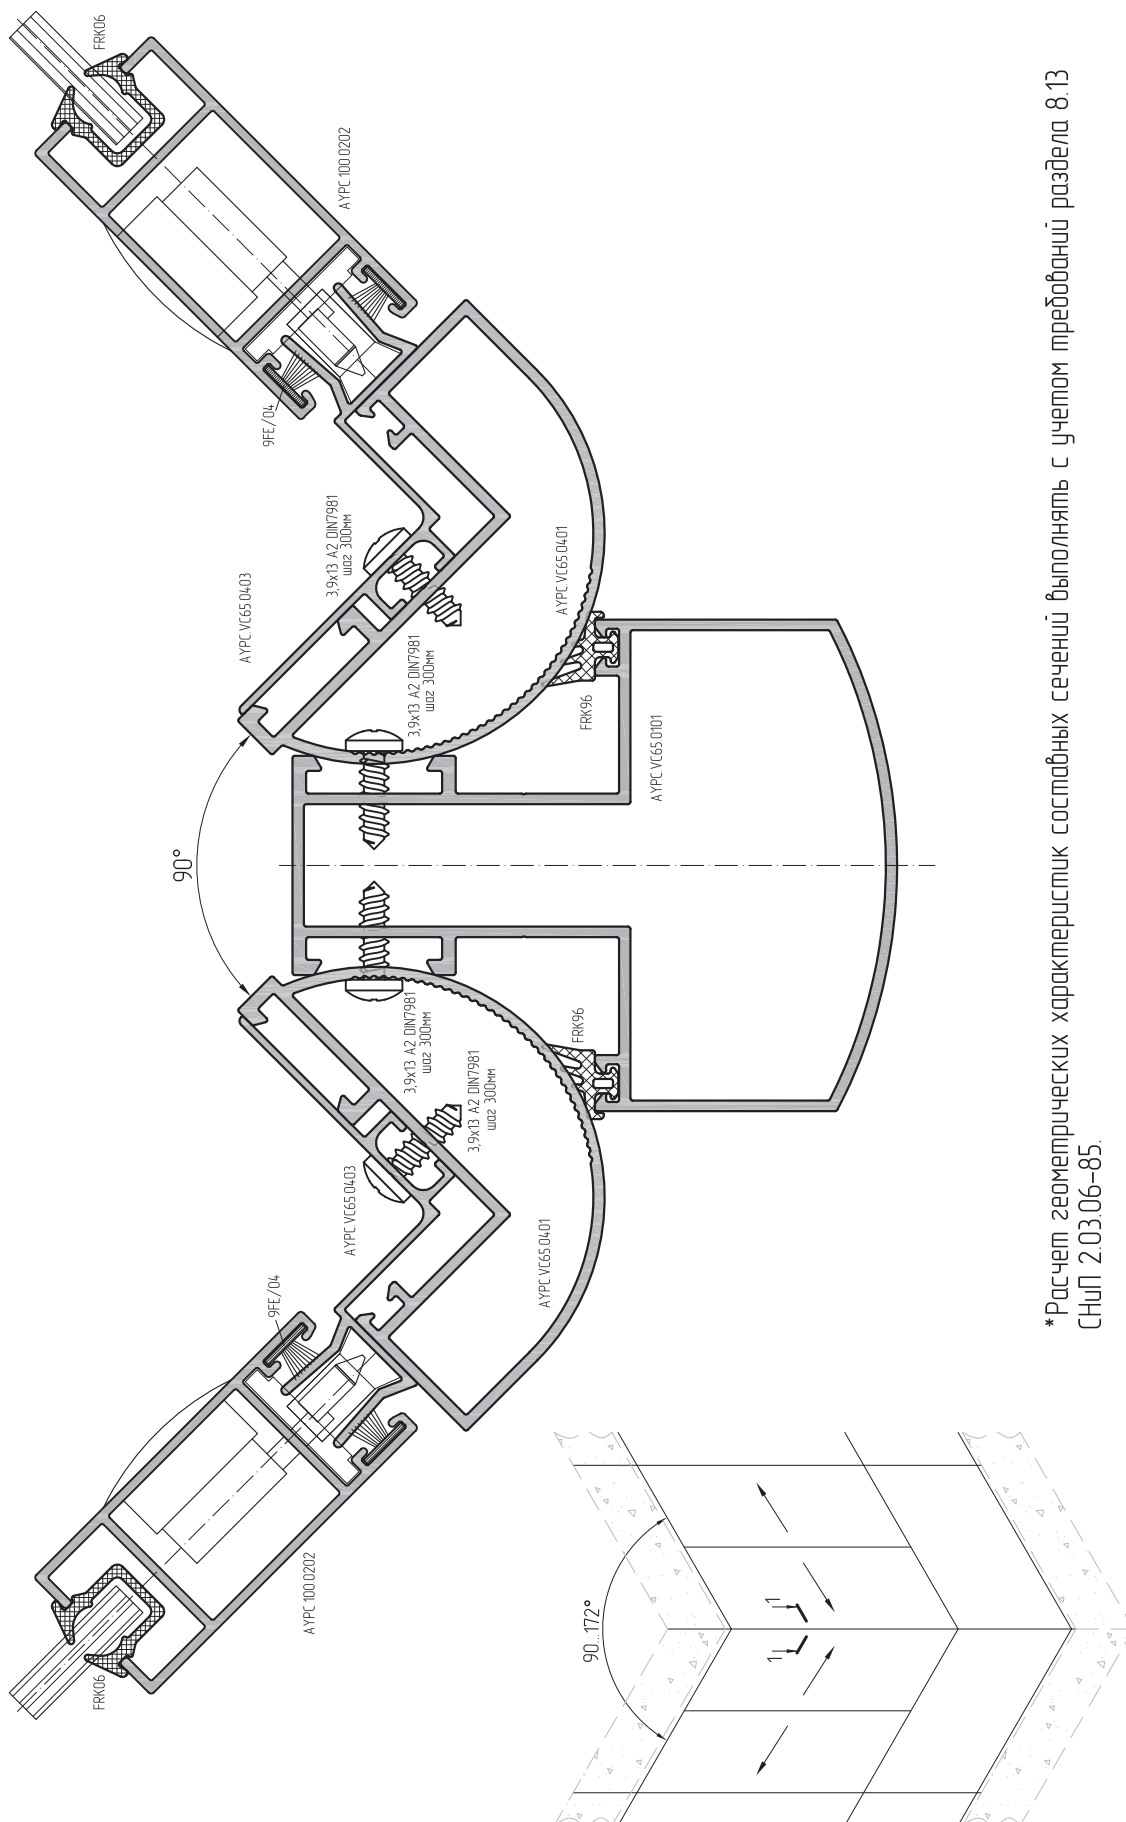 FRK06
AYPC.100.0202
9FE/04
3,9x13 A2 DIN7981
шаг 300мм
AYPC.VC65.0403
AYPC.VC65.0401
3,9x13 A2 DIN7981
шаг 300мм
FRK96
AYPC.VC65.0101
90°
FRK96
3,9x13 A2 DIN7981
шаг 300мм
3,9x13 A2 DIN7981
шаг 300мм
AYPC.VC65.0403
AYPC.VC65.0401
9FE/04
AYPC.100.0202
FRK06
90...172°
1
1
*Расчет геометрических характеристик составных сечений выполнять с учетом требований раздела 8.13
СНиП 2.03.06-85.